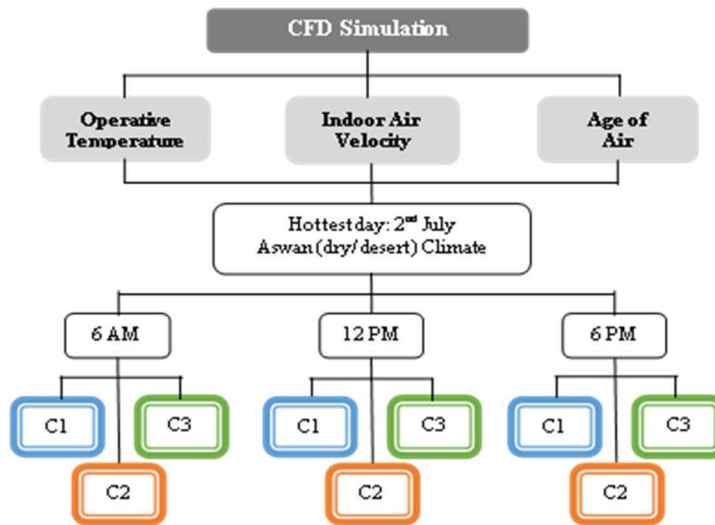 CFD Simulation
Operative
Temperature
Indoor Air
Velocity
Age of
Air
Hottest day: 2nd July
Aswan (dry/desert) Climate
6 AM
12 PM
6 PM
C1
C3
C1
C3
C1
C3
C2
C2
C2